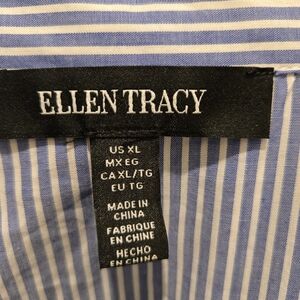 ELLEN TRACY
US XL
MX EG
CA XL/TG
EU TG
MADE IN
CHINA
FABRIQUE
EN CHINE
HECHO
EN CHINA